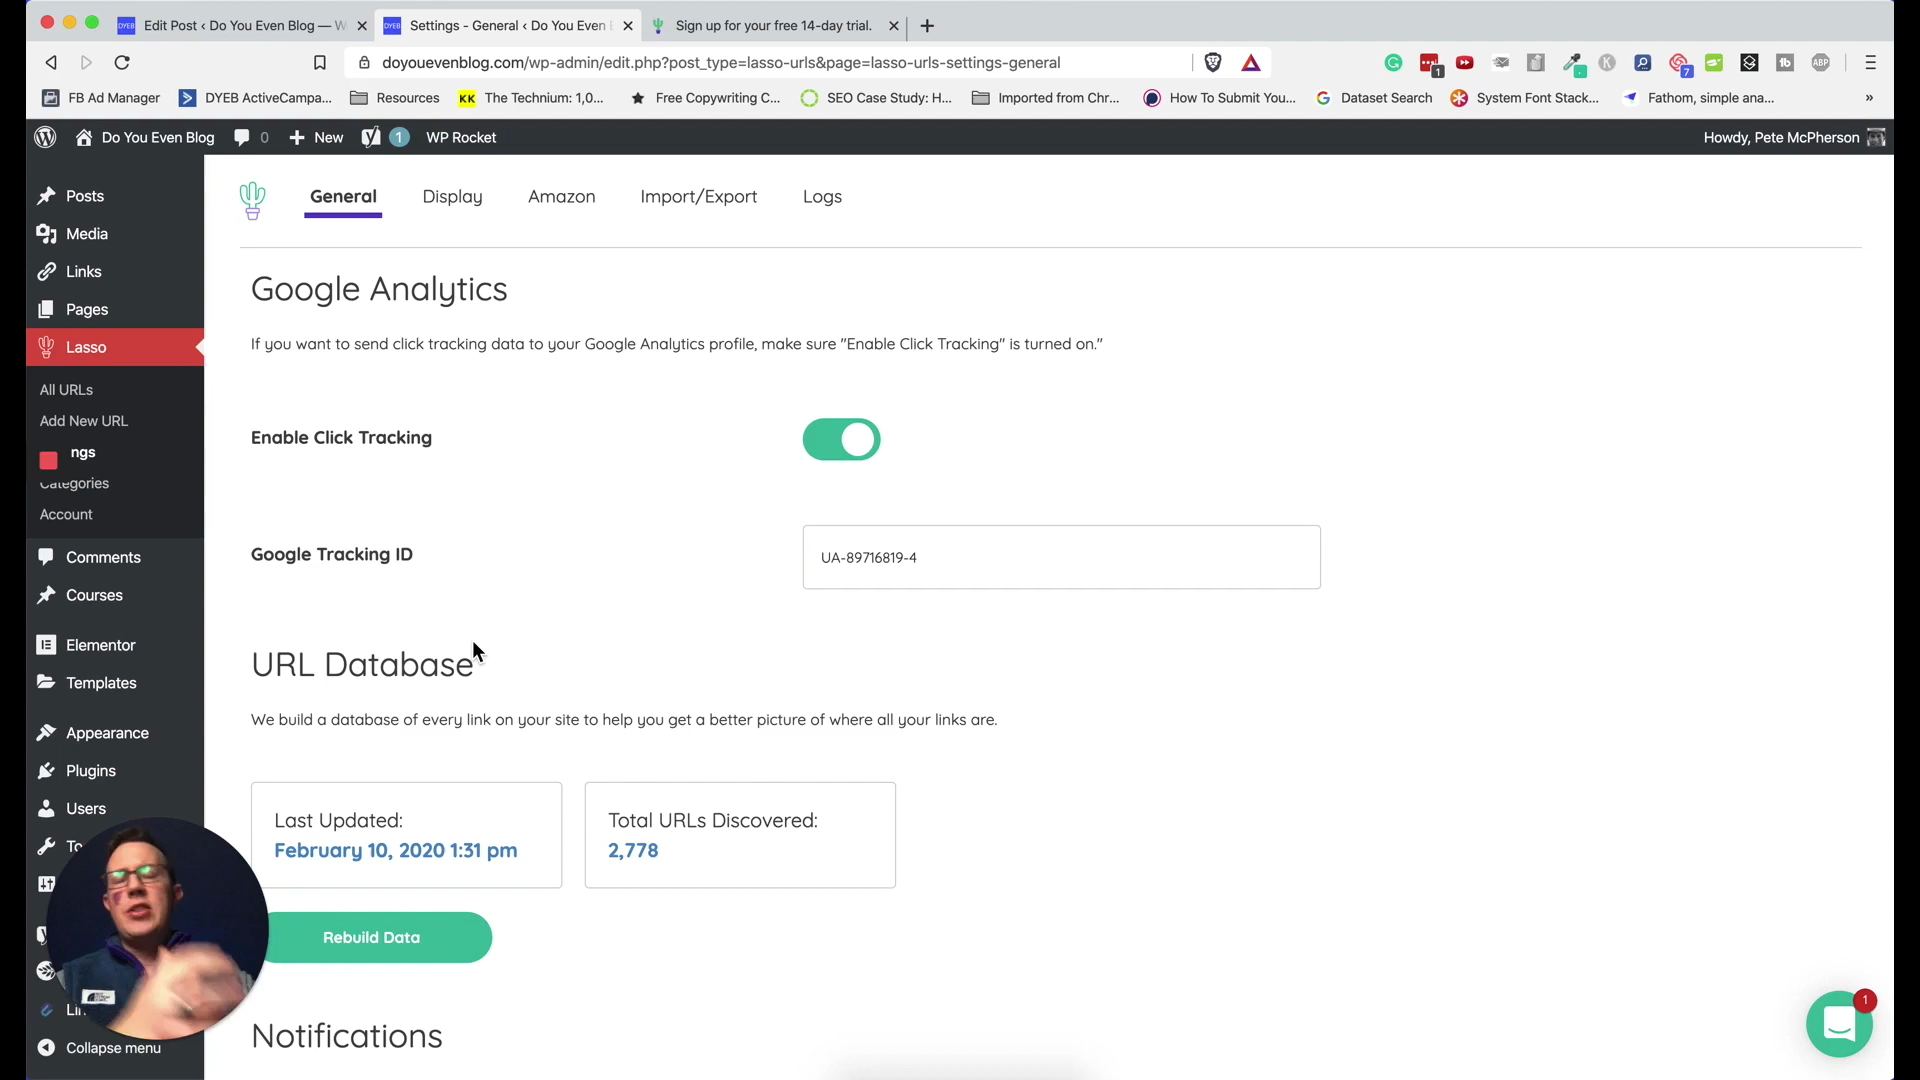 Edit Post ‹ Do You Even Blog — W
Settings - General ‹ Do You Even B
Sign up for your free 14-day trial.
doyouevenblog.com/wp-admin/edit.php?post_type=lasso-urls&page=lasso-urls-settings-general
1
7
ABP
FB Ad Manager
DYEB ActiveCampa...
Resources
KK
The Technium: 1,0...
Free Copywriting C...
SEO Case Study: H...
Imported from Chr...
How To Submit You...
Dataset Search
System Font Stack...
Fathom, simple ana...
»
Do You Even Blog
0
New
1
WP Rocket
Howdy, Pete McPherson
Posts
Media
Links
Pages
Lasso
All URLs
Add New URL
ngs
Categories
Account
Comments
Courses
Elementor
Templates
Appearance
Plugins
Users
To
Lin
Collapse menu
General
Display
Amazon
Import/Export
Logs
Google Analytics
If you want to send click tracking data to your Google Analytics profile, make sure "Enable Click Tracking" is turned on."
Enable Click Tracking
Google Tracking ID
UA-89716819-4
URL Database
We build a database of every link on your site to help you get a better picture of where all your links are.
Last Updated:
February 10, 2020 1:31 pm
Total URLs Discovered:
2,778
Rebuild Data
Notifications
1